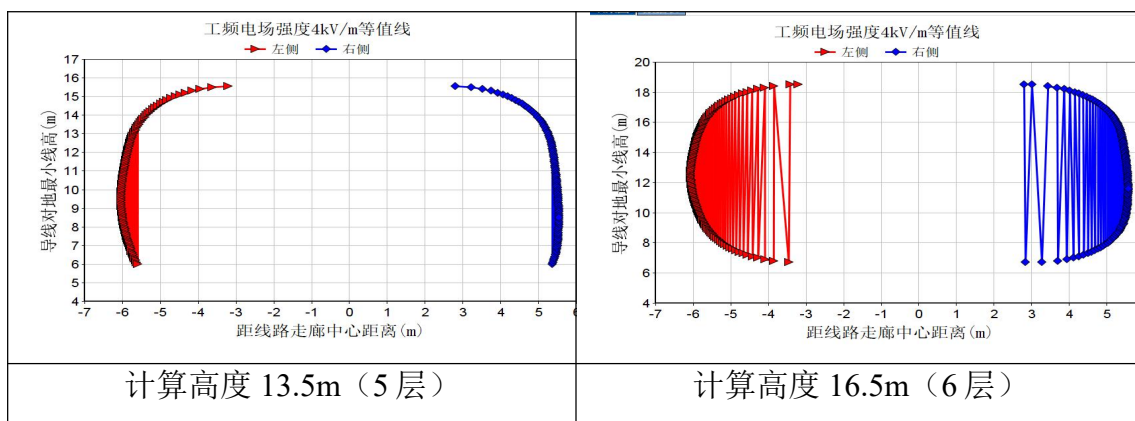 工频电场强度4kV/m等值线
左侧 右侧
导线对地最小线高(m)
17
16
15
14
13
12
11
10
9
8
7
6
5
4
-7 -6 -5 -4 -3 -2 -1 0 1 2 3 4 5 6
距线路走廊中心距离(m)
计算高度 13.5m（5 层）
工频电场强度4kV/m等值线
左侧 右侧
导线对地最小线高(m)
20
18
16
14
12
10
8
6
4
-7 -6 -5 -4 -3 -2 -1 0 1 2 3 4 5
距线路走廊中心距离(m)
计算高度 16.5m（6 层）